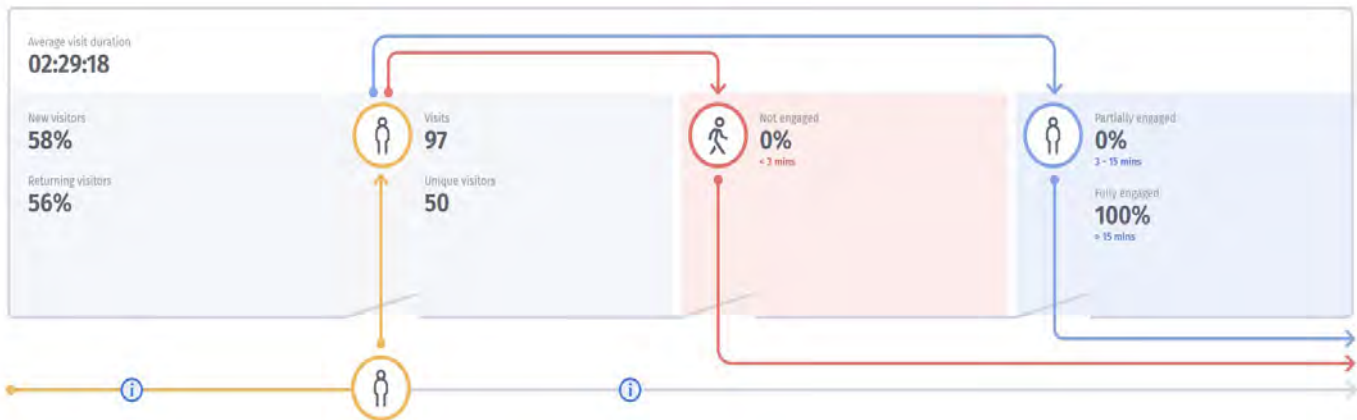 Average visit duration
02:29:18
New visitors
58%
Returning visitors
56%
Visits
97
Unique visitors
50
Not engaged
0%
< 3 mins
Partially engaged
0%
3 - 15 mins
Fully engaged
100%
> 15 mins